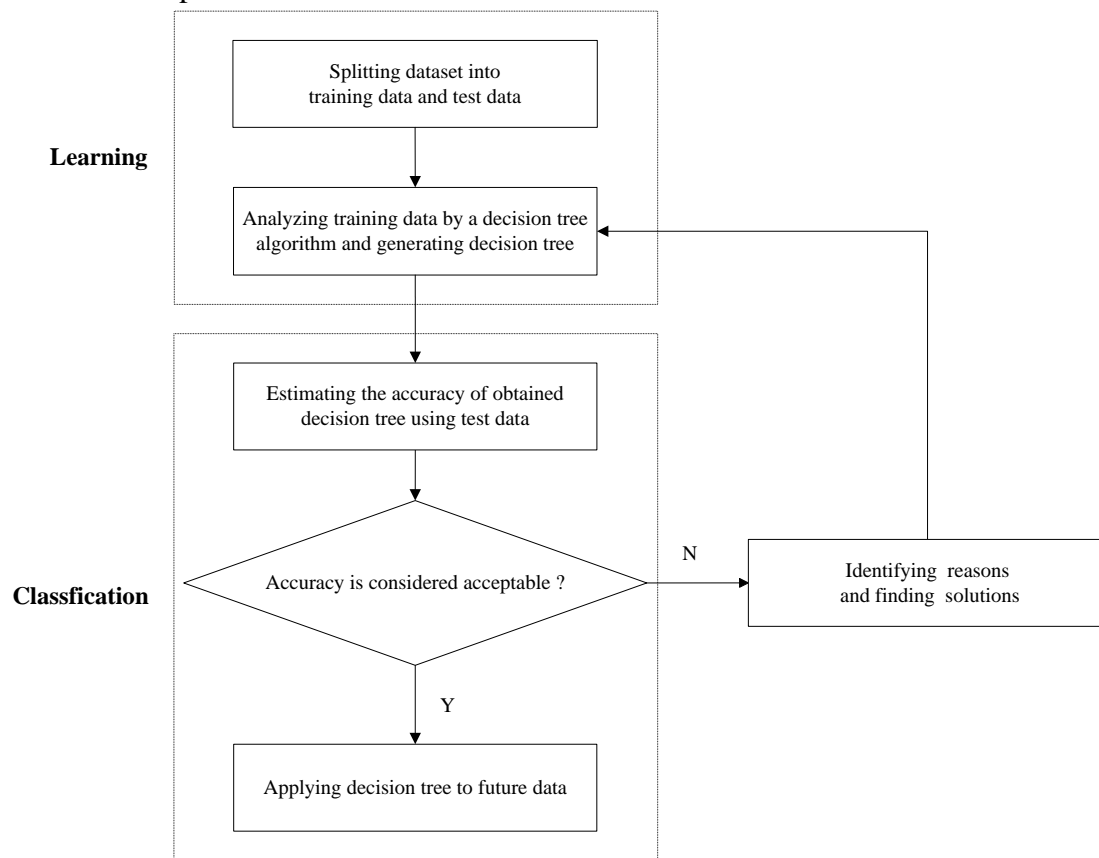 Splitting dataset into
training data and test data
Learning
Analyzing training data by a decision tree
algorithm and generating decision tree
Estimating the accuracy of obtained
decision tree using test data
Accuracy is considered acceptable ?
N
Identifying reasons
and finding solutions
Classfication
Y
Applying decision tree to future data